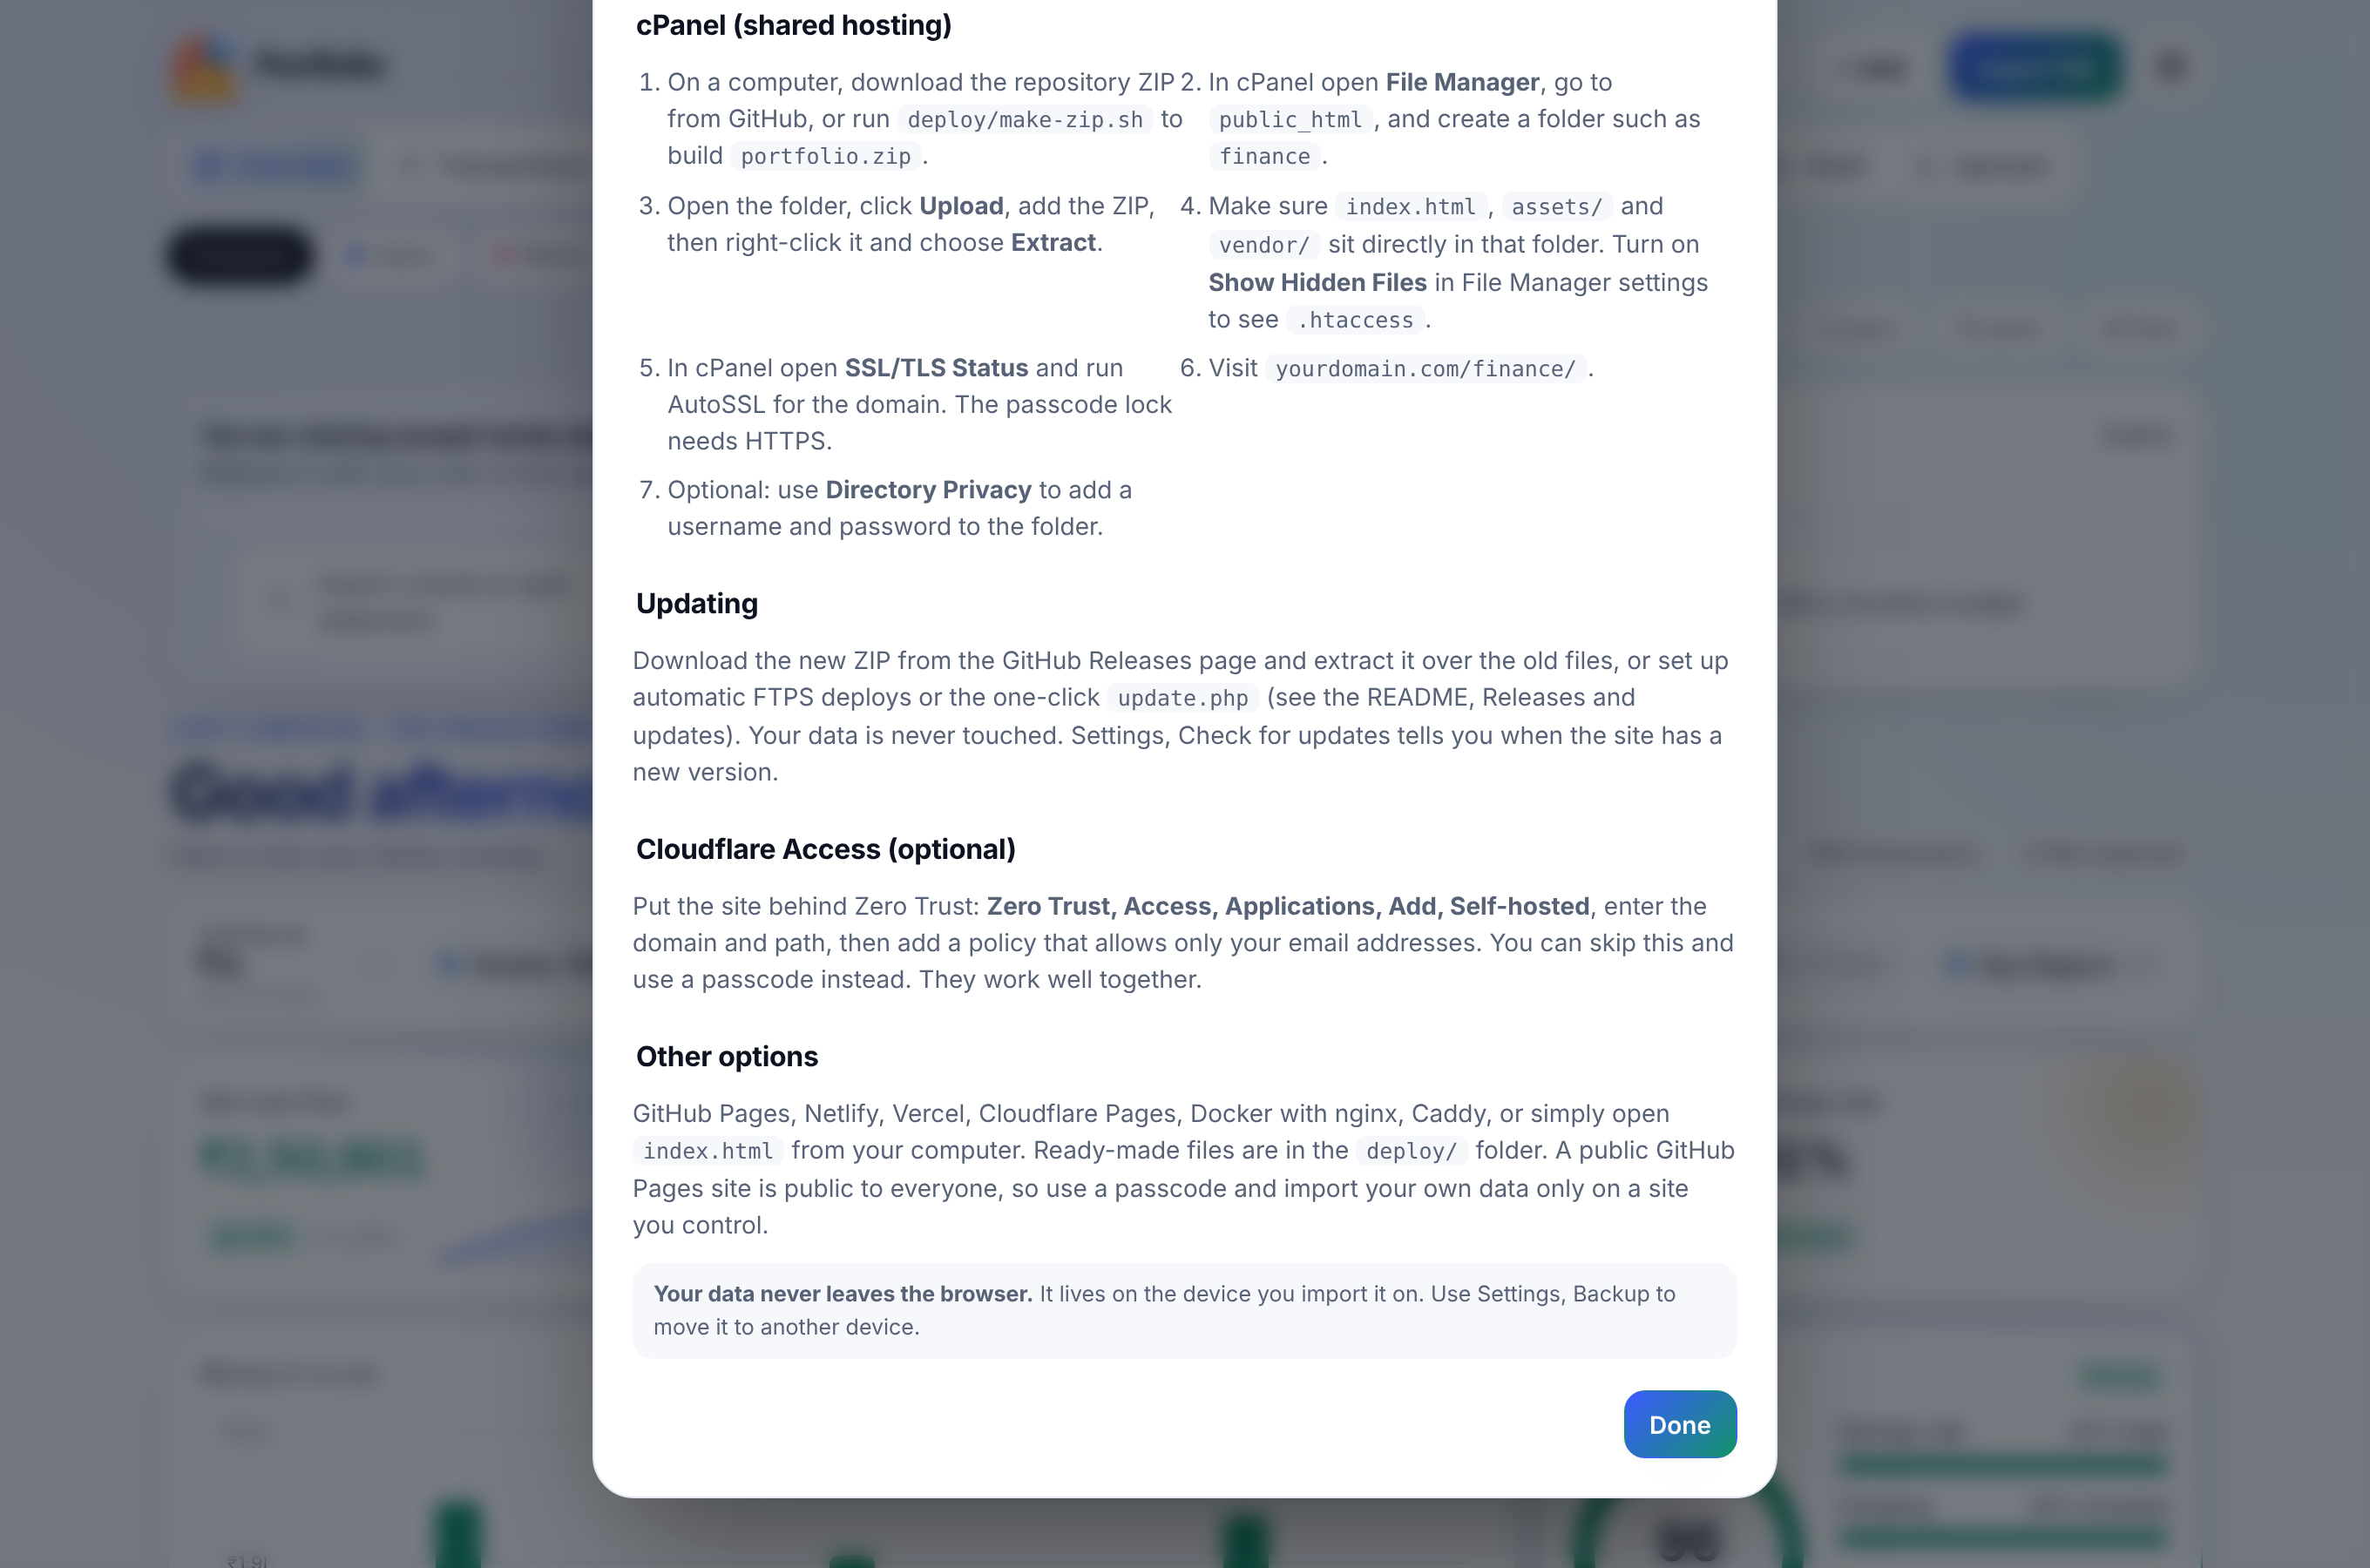 cPanel (shared hosting)
1. On a computer, download the repository ZIP
from GitHub, or run deploy/make-zip.sh to
build portfolio.zip.
2. In cPanel open File Manager, go to
public_html, and create a folder such as
finance.
3. Open the folder, click Upload, add the ZIP,
then right-click it and choose Extract.
4. Make sure index.html, assets/ and
vendor/ sit directly in that folder. Turn on
Show Hidden Files in File Manager settings
to see .htaccess.
5. In cPanel open SSL/TLS Status and run
AutoSSL for the domain. The passcode lock
needs HTTPS.
6. Visit yourdomain.com/finance/.
7. Optional: use Directory Privacy to add a
username and password to the folder.
Updating
Download the new ZIP from the GitHub Releases page and extract it over the old files, or set up
automatic FTPS deploys or the one-click update.php (see the README, Releases and
updates). Your data is never touched. Settings, Check for updates tells you when the site has a
new version.
Cloudflare Access (optional)
Put the site behind Zero Trust: Zero Trust, Access, Applications, Add, Self-hosted, enter the
domain and path, then add a policy that allows only your email addresses. You can skip this and
use a passcode instead. They work well together.
Other options
GitHub Pages, Netlify, Vercel, Cloudflare Pages, Docker with nginx, Caddy, or simply open
index.html from your computer. Ready-made files are in the deploy/ folder. A public GitHub
Pages site is public to everyone, so use a passcode and import your own data only on a site
you control.
Your data never leaves the browser. It lives on the device you import it on. Use Settings, Backup to
move it to another device.
Done
Portfolio
Good afterno